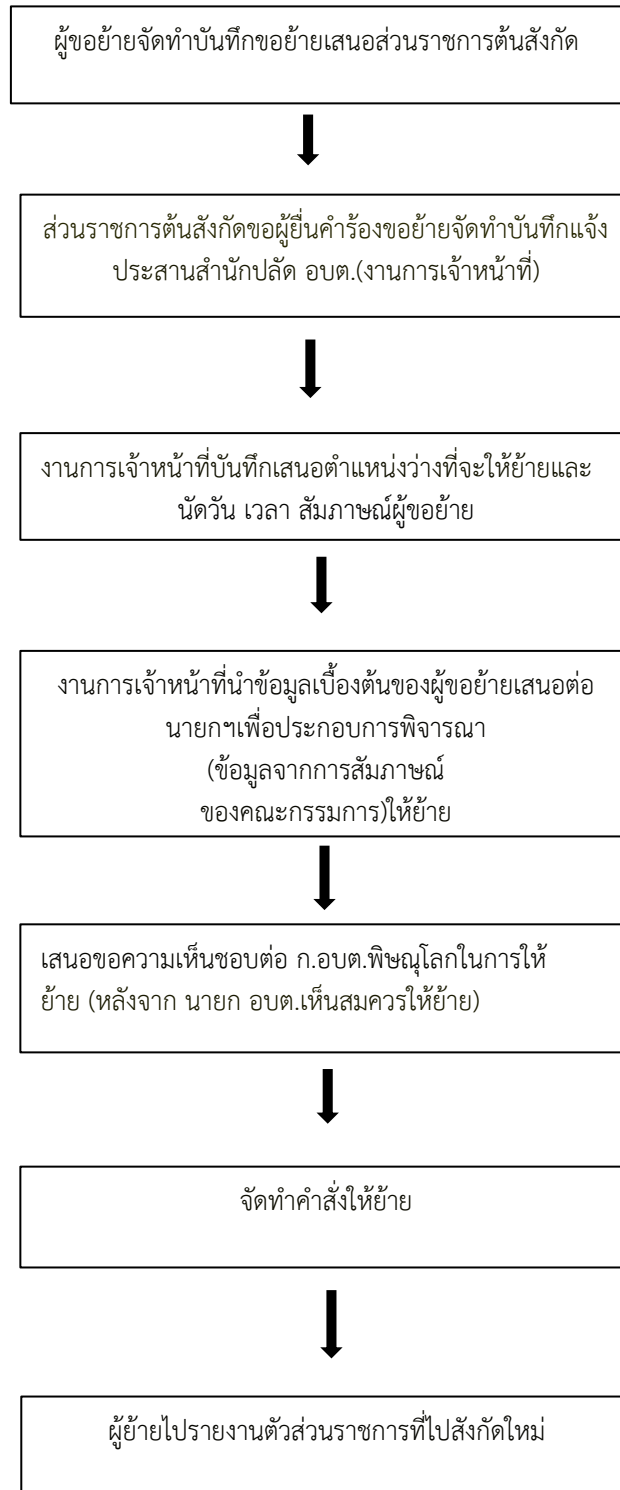 ผู้ขอย้ายจัดทำบันทึกขอย้ายเสนอส่วนราชการต้นสังกัด
ส่วนราชการต้นสังกัดขอผู้ยื่นคำร้องขอย้ายจัดทำบันทึกแจ้ง
ประสานสำนักปลัด อบต.(งานการเจ้าหน้าที่)
งานการเจ้าหน้าที่บันทึกเสนอตำแหน่งว่างที่จะให้ย้ายและ
นัดวัน เวลา สัมภาษณ์ผู้ขอย้าย
งานการเจ้าหน้าที่นำข้อมูลเบื้องต้นของผู้ขอย้ายเสนอต่อ
นายกฯเพื่อประกอบการพิจารณา
(ข้อมูลจากการสัมภาษณ์
ของคณะกรรมการ)ให้ย้าย
เสนอขอความเห็นชอบต่อ ก.อบต.พิษณุโลกในการให้
ย้าย (หลังจาก นายก อบต.เห็นสมควรให้ย้าย)
จัดทำคำสั่งให้ย้าย
ผู้ย้ายไปรายงานตัวส่วนราชการที่ไปสังกัดใหม่